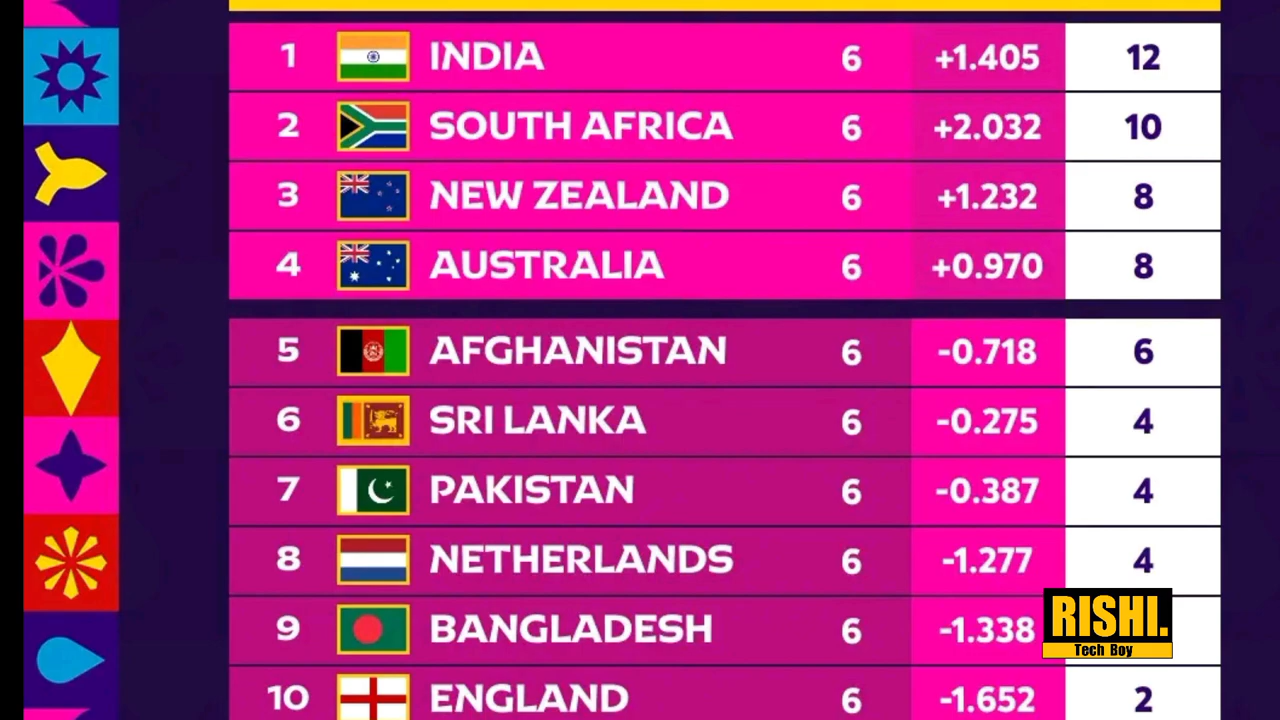 1 INDIA 6 +1.405 12
2 SOUTH AFRICA 6 +2.032 10
3 NEW ZEALAND 6 +1.232 8
4 AUSTRALIA 6 +0.970 8
5 AFGHANISTAN 6 -0.718 6
6 SRI LANKA 6 -0.275 4
7 PAKISTAN 6 -0.387 4
8 NETHERLANDS 6 -1.277 4
9 BANGLADESH 6 -1.338
RISHI.
Tech Boy
10 ENGLAND 6 -1.652 2